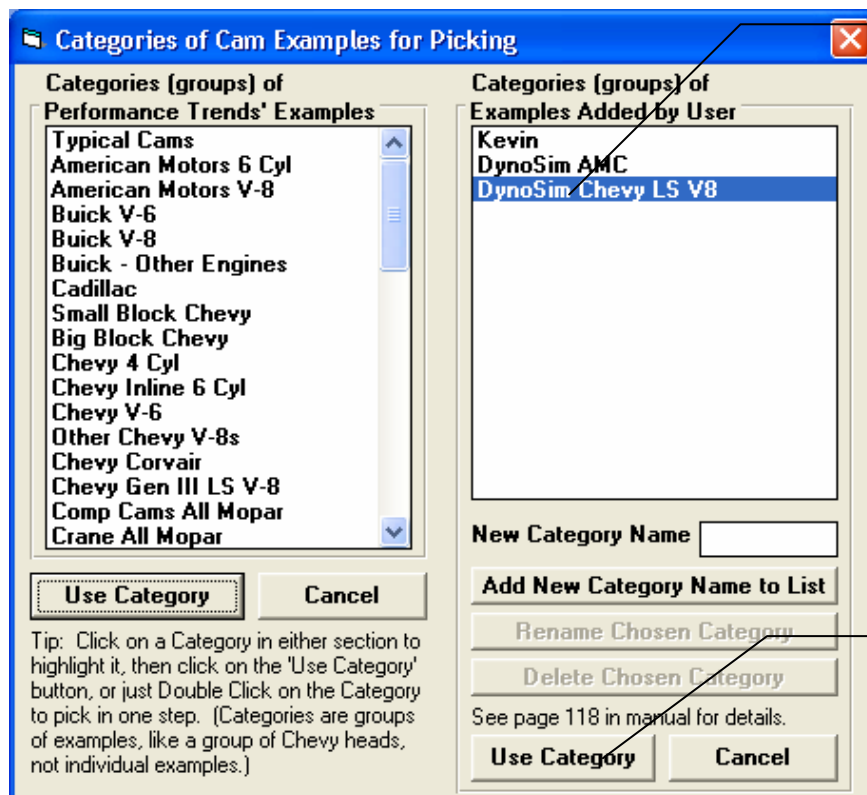 Categories of Cam Examples for Picking
Categories (groups) of
Performance Trends' Examples
Typical Cams
American Motors 6 Cyl
American Motors V-8
Buick V-6
Buick V-8
Buick - Other Engines
Cadillac
Small Block Chevy
Big Block Chevy
Chevy 4 Cyl
Chevy Inline 6 Cyl
Chevy V-6
Other Chevy V-8s
Chevy Corvair
Chevy Gen III LS V-8
Comp Cams All Mopar
Crane All Mopar
Use Category
Cancel
Tip: Click on a Category in either section to
highlight it, then click on the 'Use Category'
button, or just Double Click on the Category
to pick in one step. (Categories are groups
of examples, like a group of Chevy heads,
not individual examples.)
Categories (groups) of
Examples Added by User
Kevin
DynoSim AMC
DynoSim Chevy LS V8
New Category Name
Add New Category Name to List
Rename Chosen Category
Delete Chosen Category
See page 118 in manual for details.
Use Category
Cancel